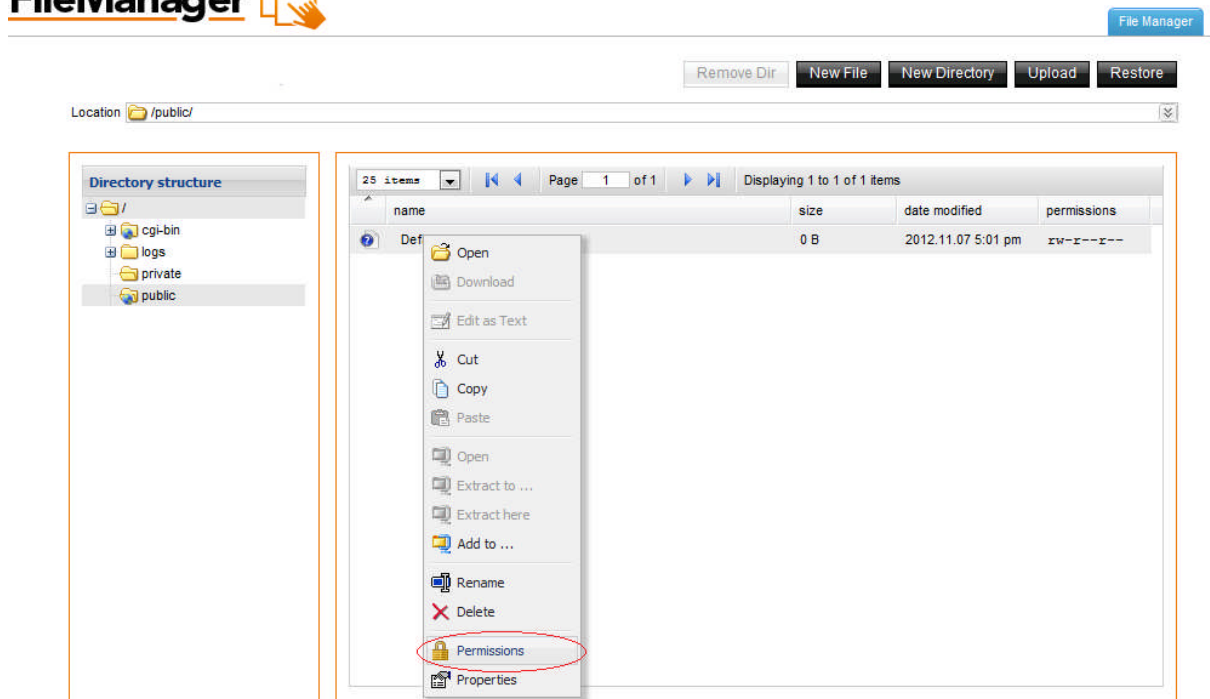 FileManager
File Manager
Remove Dir New File New Directory Upload Restore
Location /public/
Directory structure
/
cgi-bin
logs
private
public
25 items Page 1 of 1 Displaying 1 to 1 of 1 items
name size date modified permissions
Def 0 B 2012.11.07 5:01 pm rw-r--r--
Open
Download
Edit as Text
Cut
Copy
Paste
Open
Extract to ...
Extract here
Add to ...
Rename
Delete
Permissions
Properties